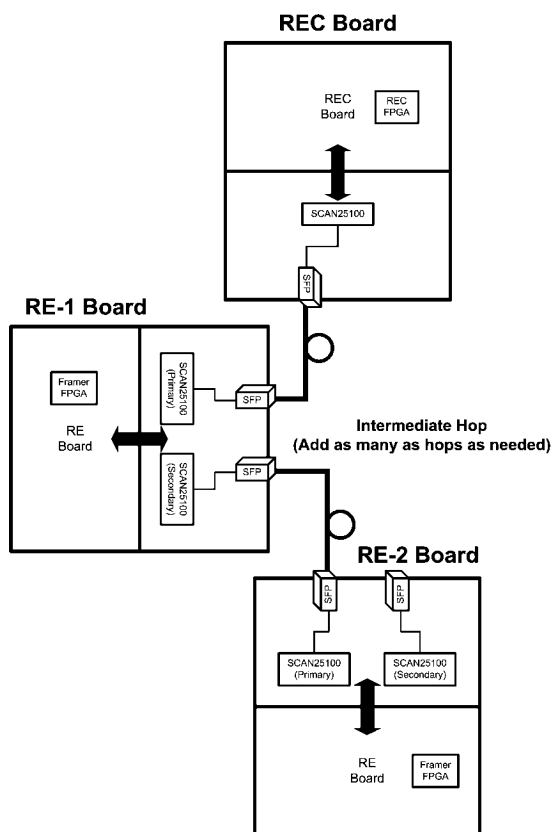 REC Board
REC
Board
REC
FPGA
SCAN25100
SFP
RE-1 Board
Framer
FPGA
RE
Board
SCAN25100
(Primary)
SFP
SCAN25100
(Secondary)
SFP
Intermediate Hop
(Add as many as hops as needed)
RE-2 Board
SFP
SFP
SCAN25100
(Primary)
SCAN25100
(Secondary)
RE
Board
Framer
FPGA